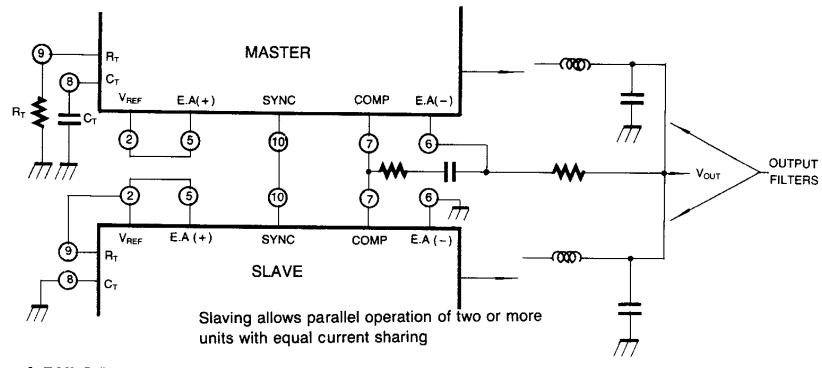 MASTER
9
R_T
8
C_T
R_T
C_T
V_REF
E.A(+)
SYNC
COMP
E.A(−)
2
5
10
7
6
2
5
10
7
6
V_OUT
OUTPUT
FILTERS
V_REF
E.A (+)
SYNC
COMP
E.A (−)
9
R_T
8
C_T
SLAVE
Slaving allows parallel operation of two or more
units with equal current sharing